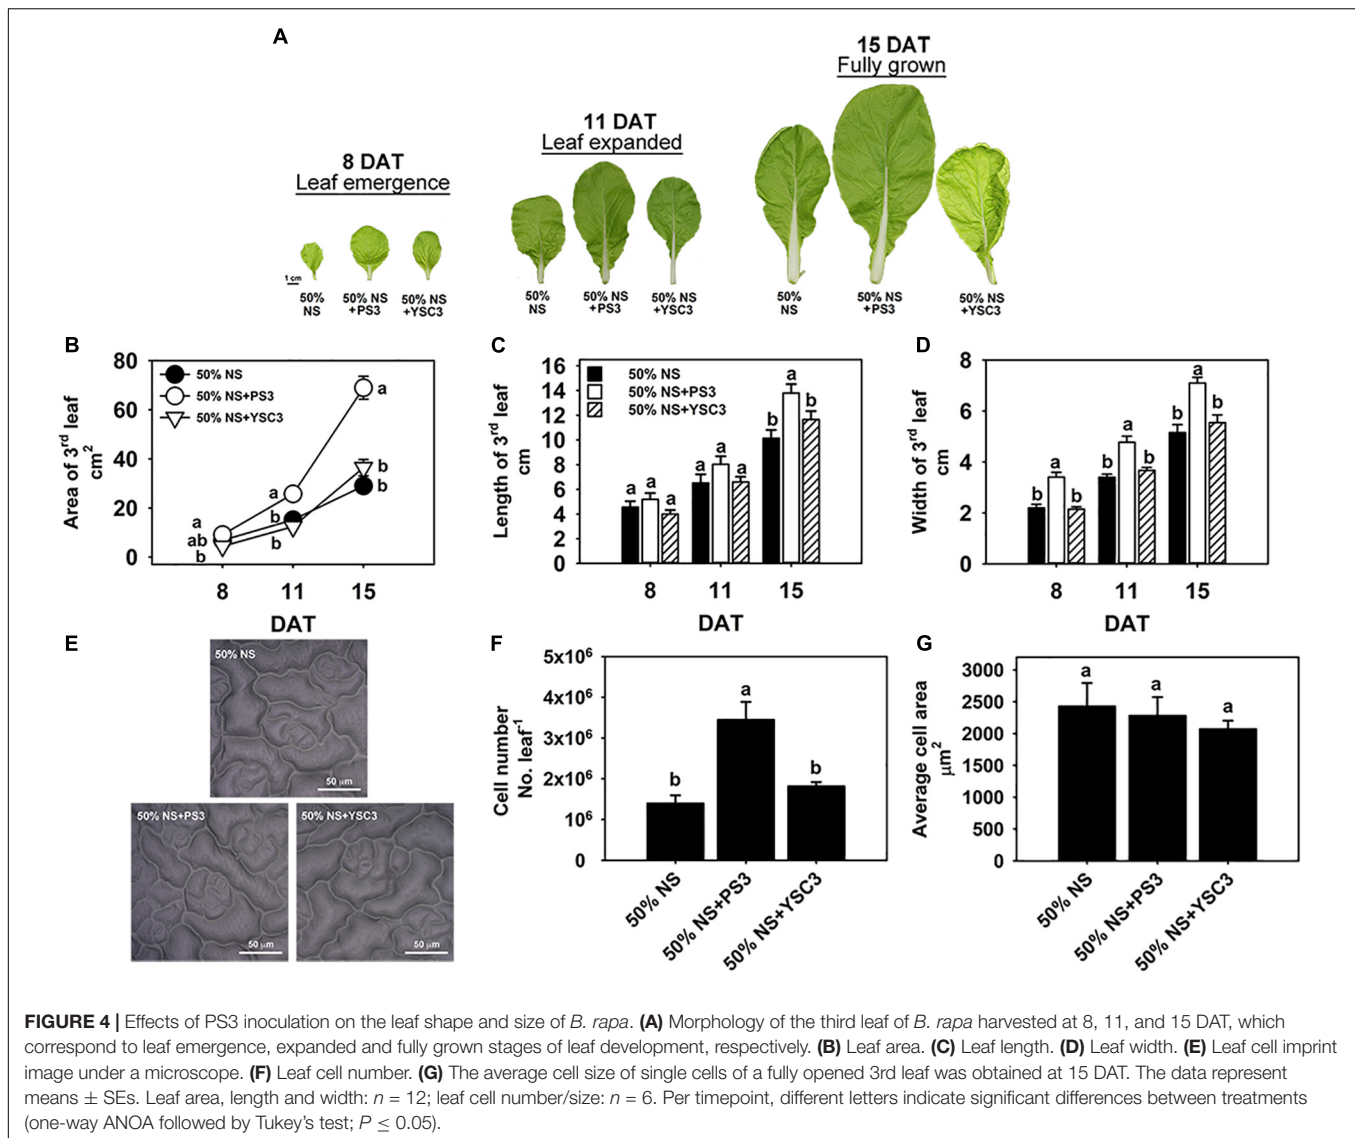 A
8 DAT
Leaf emergence
11 DAT
Leaf expanded
15 DAT
Fully grown
1 cm
50%
NS
50% NS
+PS3
50% NS
+YSC3
50%
NS
50% NS
+PS3
50% NS
+YSC3
50%
NS
50% NS
+PS3
50% NS
+YSC3
B
Area of 3rd leaf
cm2
80
60
40
20
0
50% NS
50% NS+PS3
50% NS+YSC3
a
ab
b
a
b
b
a
b
b
8
11
15
DAT
C
Length of 3rd leaf
cm
16
14
12
10
8
6
4
2
0
50% NS
50% NS+PS3
50% NS+YSC3
a
a
a
a
a
a
b
a
b
8
11
15
DAT
D
Width of 3rd leaf
cm
8
6
4
2
0
b
a
b
b
a
b
b
a
b
8
11
15
DAT
E
50% NS
50 µm
50% NS+PS3
50 µm
50% NS+YSC3
50 µm
F
Cell number
No. leaf-1
5x106
4x106
3x106
2x106
106
0
b
a
b
50% NS
50% NS+PS3
50% NS+YSC3
G
Average cell area
µm2
3000
2500
2000
1500
1000
500
0
a
a
a
50% NS
50% NS+PS3
50% NS+YSC3
FIGURE 4 | Effects of PS3 inoculation on the leaf shape and size of B. rapa. (A) Morphology of the third leaf of B. rapa harvested at 8, 11, and 15 DAT, which
correspond to leaf emergence, expanded and fully grown stages of leaf development, respectively. (B) Leaf area. (C) Leaf length. (D) Leaf width. (E) Leaf cell imprint
image under a microscope. (F) Leaf cell number. (G) The average cell size of single cells of a fully opened 3rd leaf was obtained at 15 DAT. The data represent
means ± SEs. Leaf area, length and width: n = 12; leaf cell number/size: n = 6. Per timepoint, different letters indicate significant differences between treatments
(one-way ANOA followed by Tukey's test; P ≤ 0.05).